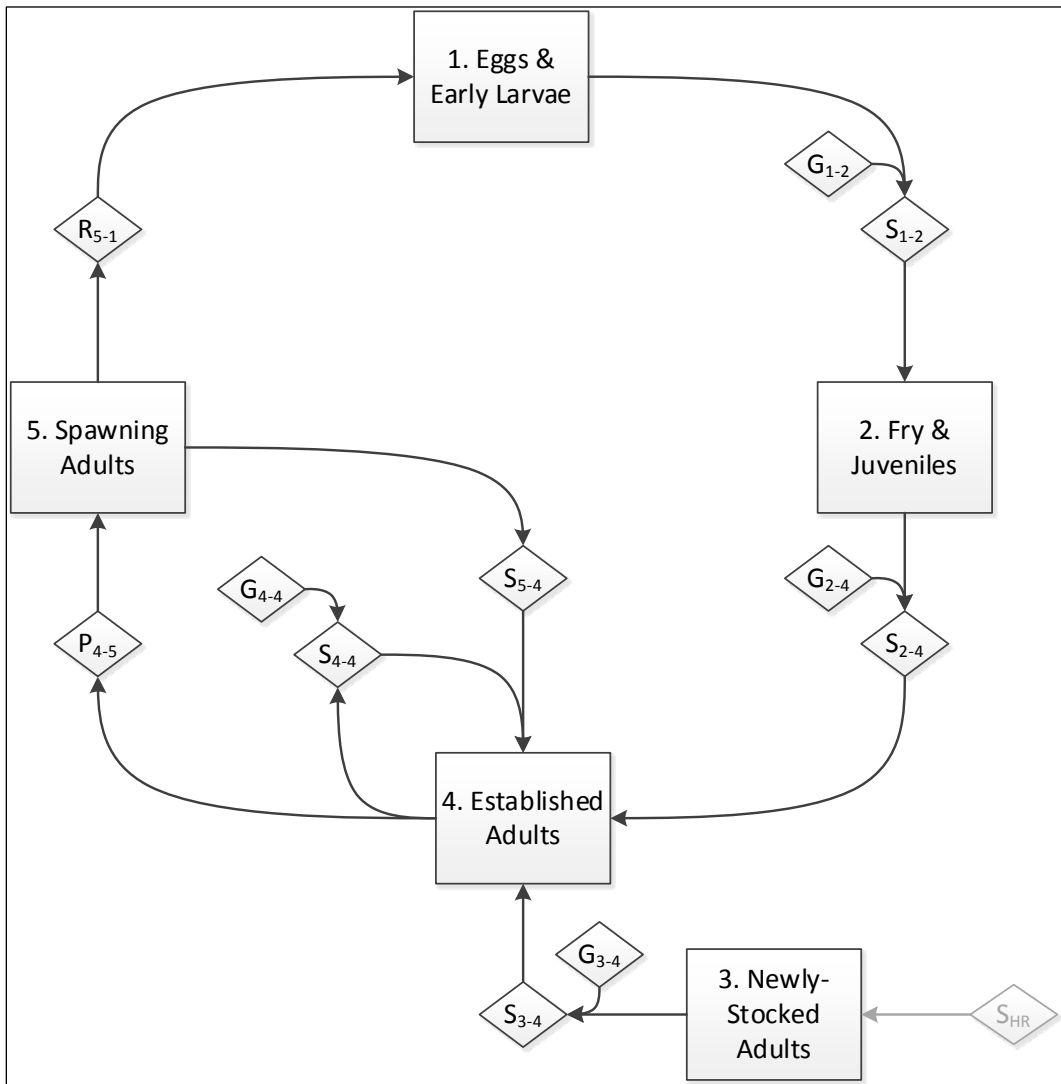 1. Eggs &
Early Larvae
G1-2
R5-1
S1-2
5. Spawning
Adults
2. Fry &
Juveniles
S5-4
G4-4
G2-4
P4-5
S4-4
S2-4
4. Established
Adults
G3-4
S3-4
3. Newly-
Stocked
Adults
SHR